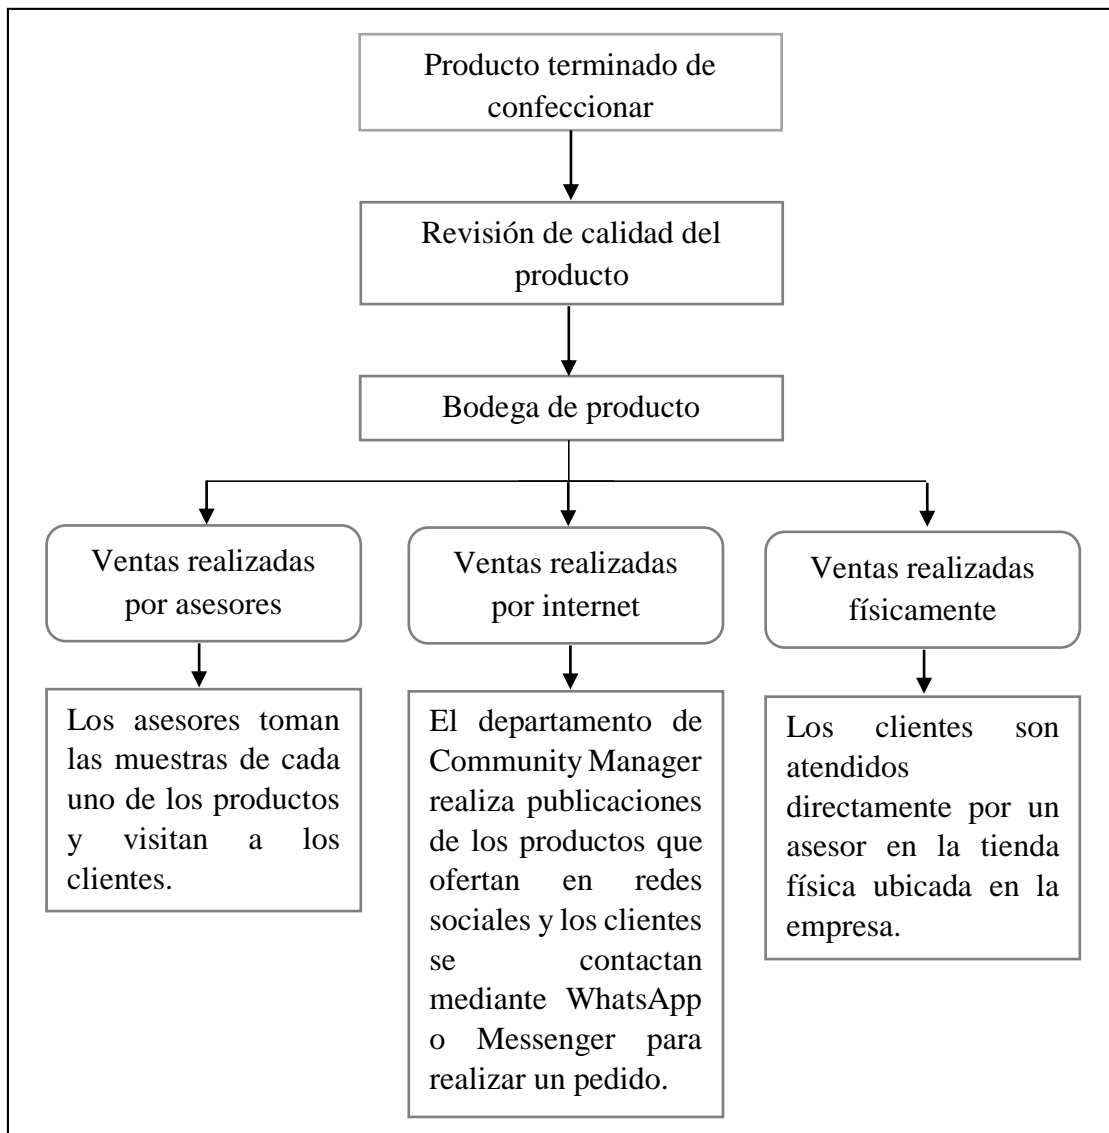 Producto terminado de
confeccionar
Revisión de calidad del
producto
Bodega de producto
Ventas realizadas
por asesores
Ventas realizadas
por internet
Ventas realizadas
físicamente
Los asesores toman
las muestras de cada
uno de los productos
y visitan a los
clientes.
El departamento de
Community Manager
realiza publicaciones
de los productos que
ofertan en redes
sociales y los clientes
se contactan
mediante WhatsApp
o Messenger para
realizar un pedido.
Los clientes son
atendidos
directamente por un
asesor en la tienda
física ubicada en la
empresa.